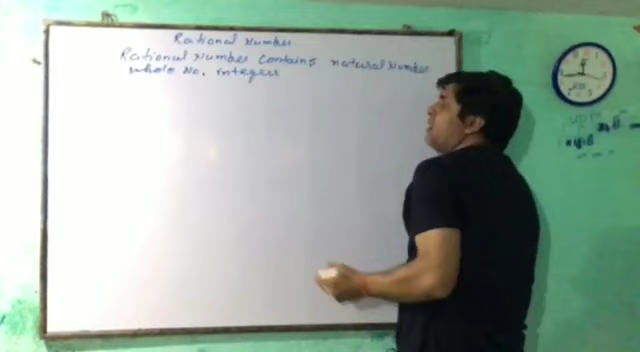 Rational Number
Rational Number contains natural Number
whole No. integers